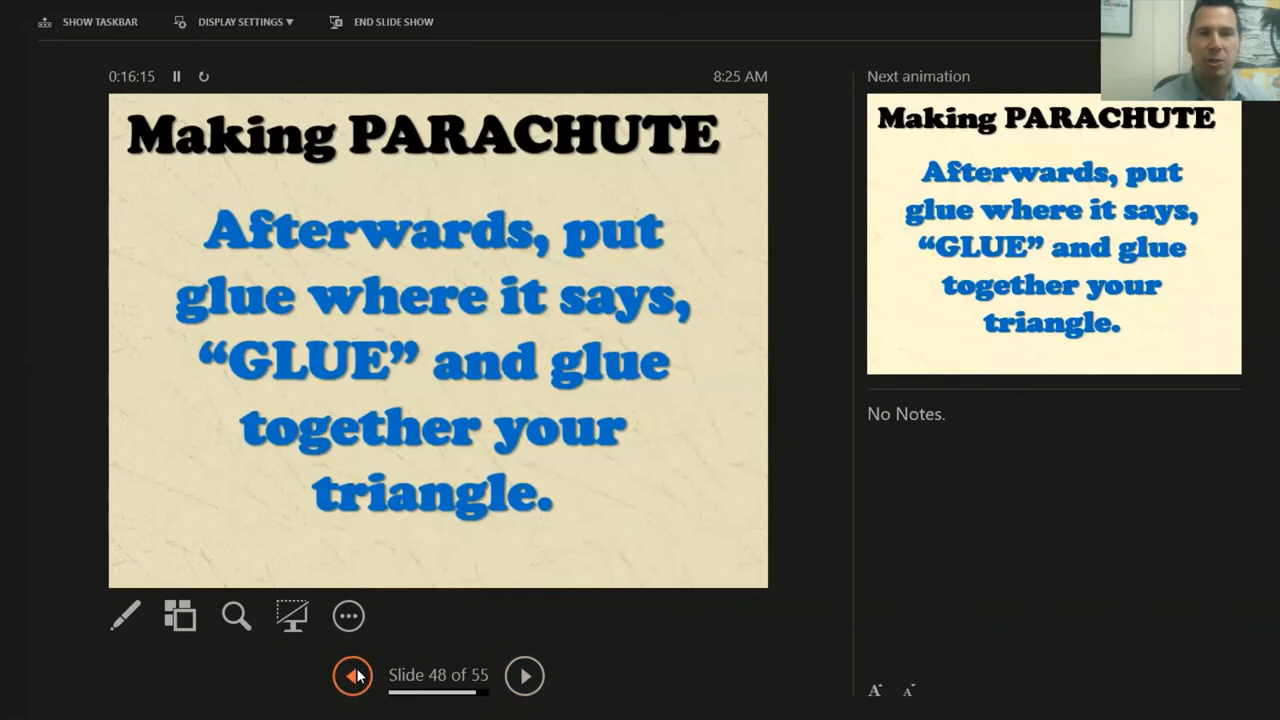 SHOW TASKBAR
DISPLAY SETTINGS ▼
END SLIDE SHOW
0:16:15
8:25 AM
Making PARACHUTE
Afterwards, put
glue where it says,
“GLUE” and glue
together your
triangle.
Slide 48 of 55
Next animation
Making PARACHUTE
Afterwards, put
glue where it says,
“GLUE” and glue
together your
triangle.
No Notes.
A A